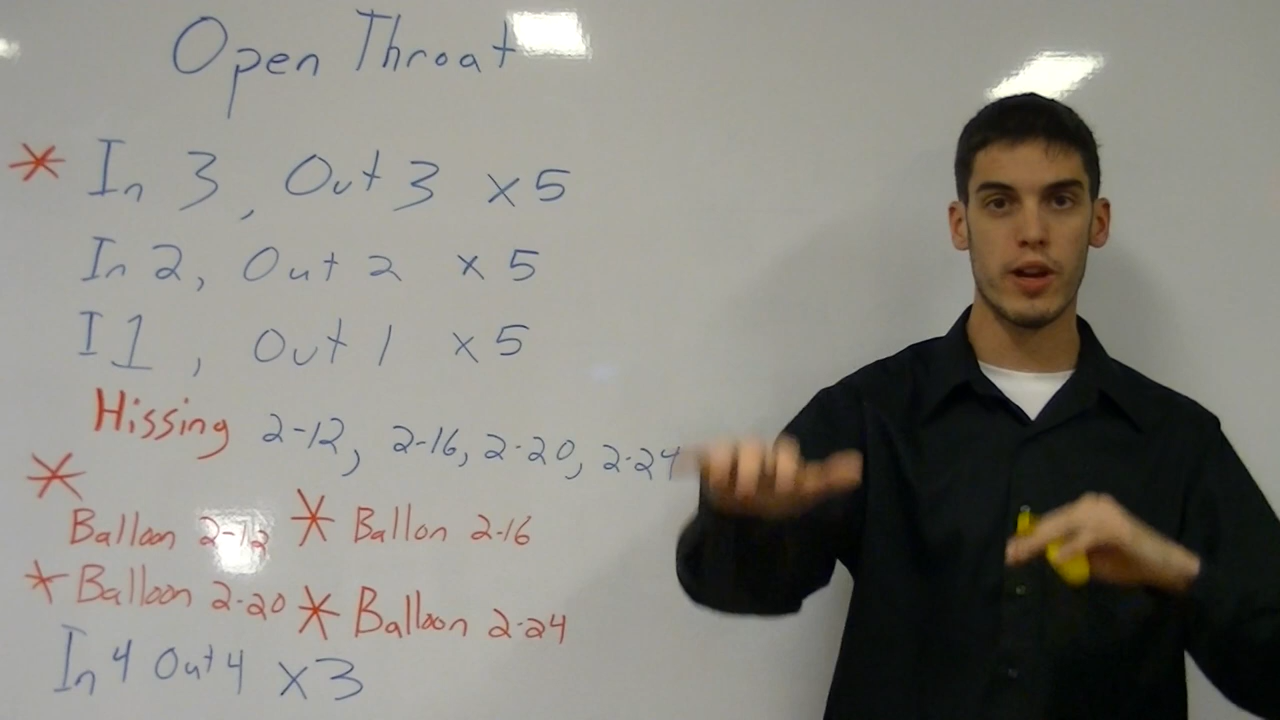 Open Throat
* In 3, Out 3 x5
In 2, Out 2 x5
I 1, Out 1 x5
Hissing 2-12, 2-16, 2-20, 2-24
* Balloon 2-12 * Ballon 2-16
* Balloon 2-20 * Balloon 2-24
In 4 Out 4 x3